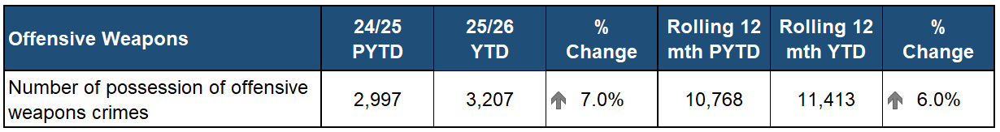 Offensive Weapons
24/25
PYTD
25/26
YTD
%
Change
Rolling 12
mth PYTD
Rolling 12
mth YTD
%
Change
Number of possession of offensive
weapons crimes
2,997
3,207
7.0%
10,768
11,413
6.0%